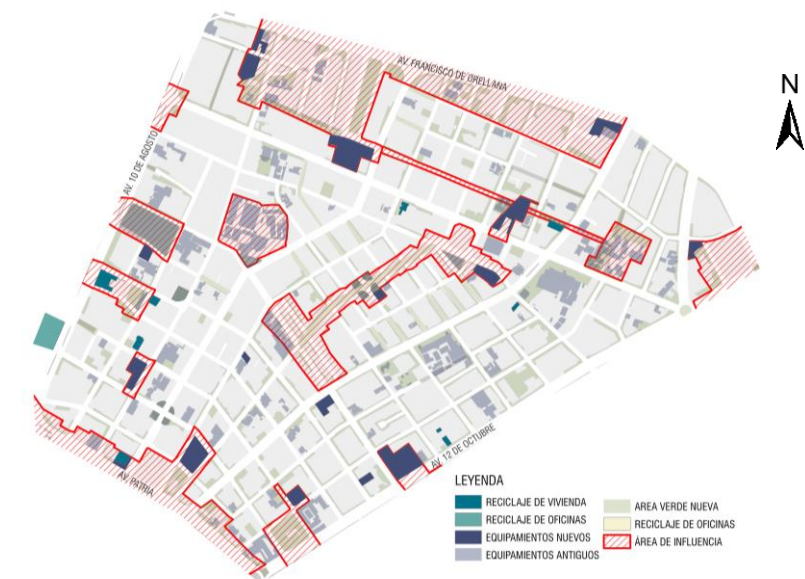 AV. FRANCISCO DE ORELLANA
N
AV. 10 DE AGOSTO
AV. 12 DE OCTUBRE
AV. PATRIA
LEYENDA
RECICLAJE DE VIVIENDA
RECICLAJE DE OFICINAS
EQUIPAMIENTOS NUEVOS
EQUIPAMIENTOS ANTIGUOS
AREA VERDE NUEVA
RECICLAJE DE OFICINAS
ÁREA DE INFLUENCIA